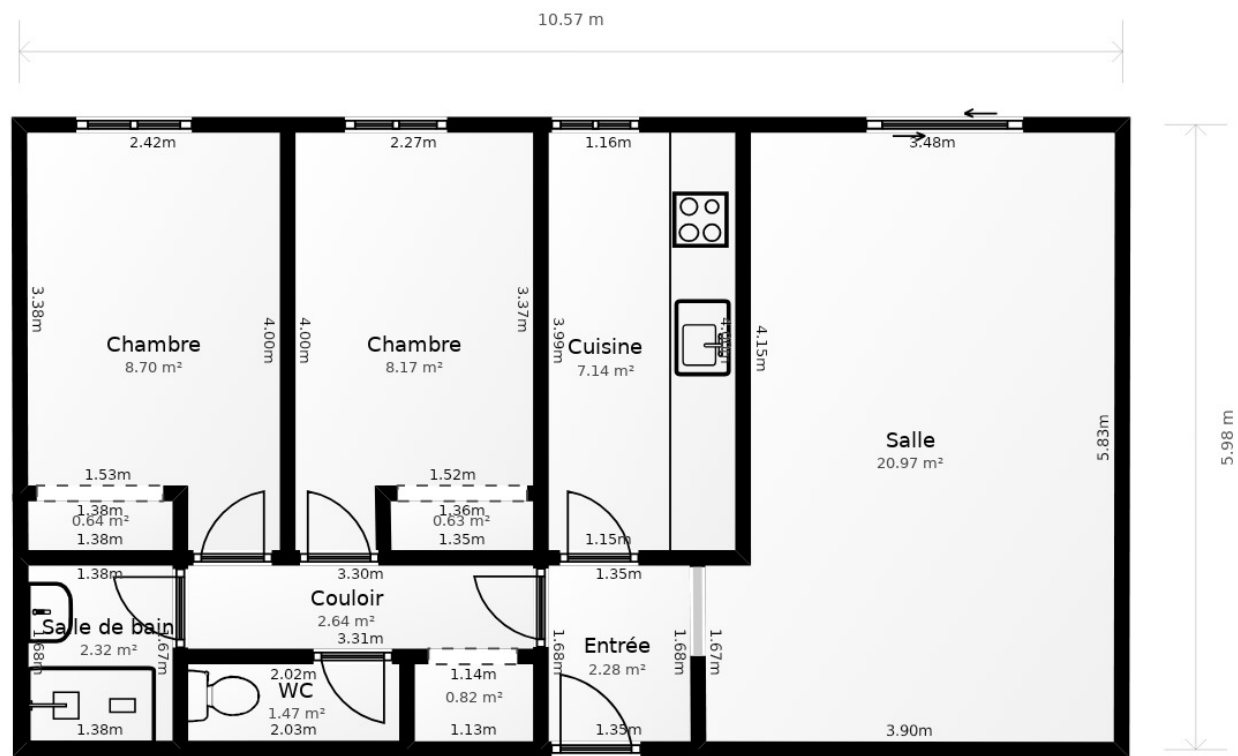 10.57 m
2.42m
2.27m
1.16m
3.48m
3.38m
4.00m
4.00m
3.37m
3.99m
4.15m
Chambre
8.70 m²
Chambre
8.17 m²
Cuisine
7.14 m²
Salle
20.97 m²
5.83m
5.98 m
1.53m
1.52m
1.38m
0.64 m²
1.38m
1.36m
0.63 m²
1.35m
1.15m
1.38m
3.30m
1.35m
Couloir
2.64 m²
3.31m
Salle de bain
2.32 m²
1.68m
1.67m
Entrée
2.28 m²
1.68m
1.68m
1.67m
2.02m
WC
1.47 m²
2.03m
1.14m
0.82 m²
1.13m
1.38m
1.35m
3.90m